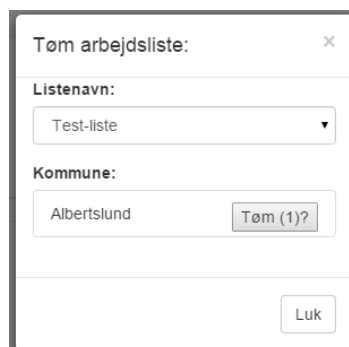 Tøm arbejdsliste:
×
Listenavn:
Test-liste
Kommune:
Albertslund
Tøm (1)?
Luk